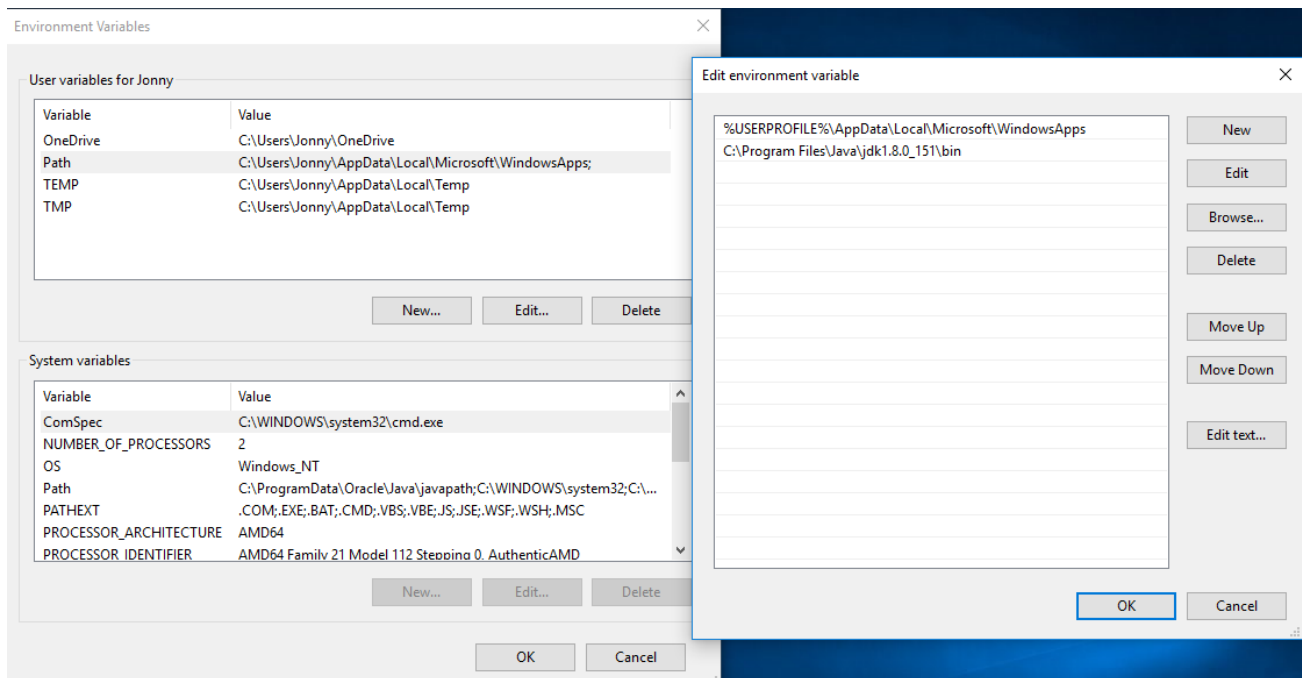 Environment Variables
User variables for Jonny
Variable Value
OneDrive C:\Users\Jonny\OneDrive
Path C:\Users\Jonny\AppData\Local\Microsoft\WindowsApps;
TEMP C:\Users\Jonny\AppData\Local\Temp
TMP C:\Users\Jonny\AppData\Local\Temp
New... Edit... Delete
System variables
Variable Value
ComSpec C:\WINDOWS\system32\cmd.exe
NUMBER_OF_PROCESSORS 2
OS Windows_NT
Path C:\ProgramData\Oracle\Java\javapath;C:\WINDOWS\system32;C:\...
PATHEXT .COM;.EXE;.BAT;.CMD;.VBS;.VBE;.JS;.JSE;.WSF;.WSH;.MSC
PROCESSOR_ARCHITECTURE AMD64
PROCESSOR_IDENTIFIER AMD64 Family 21 Model 112 Stepping 0, AuthenticAMD
New... Edit... Delete
OK Cancel
Edit environment variable
%USERPROFILE%\AppData\Local\Microsoft\WindowsApps
C:\Program Files\Java\jdk1.8.0_151\bin
New
Edit
Browse...
Delete
Move Up
Move Down
Edit text...
OK Cancel